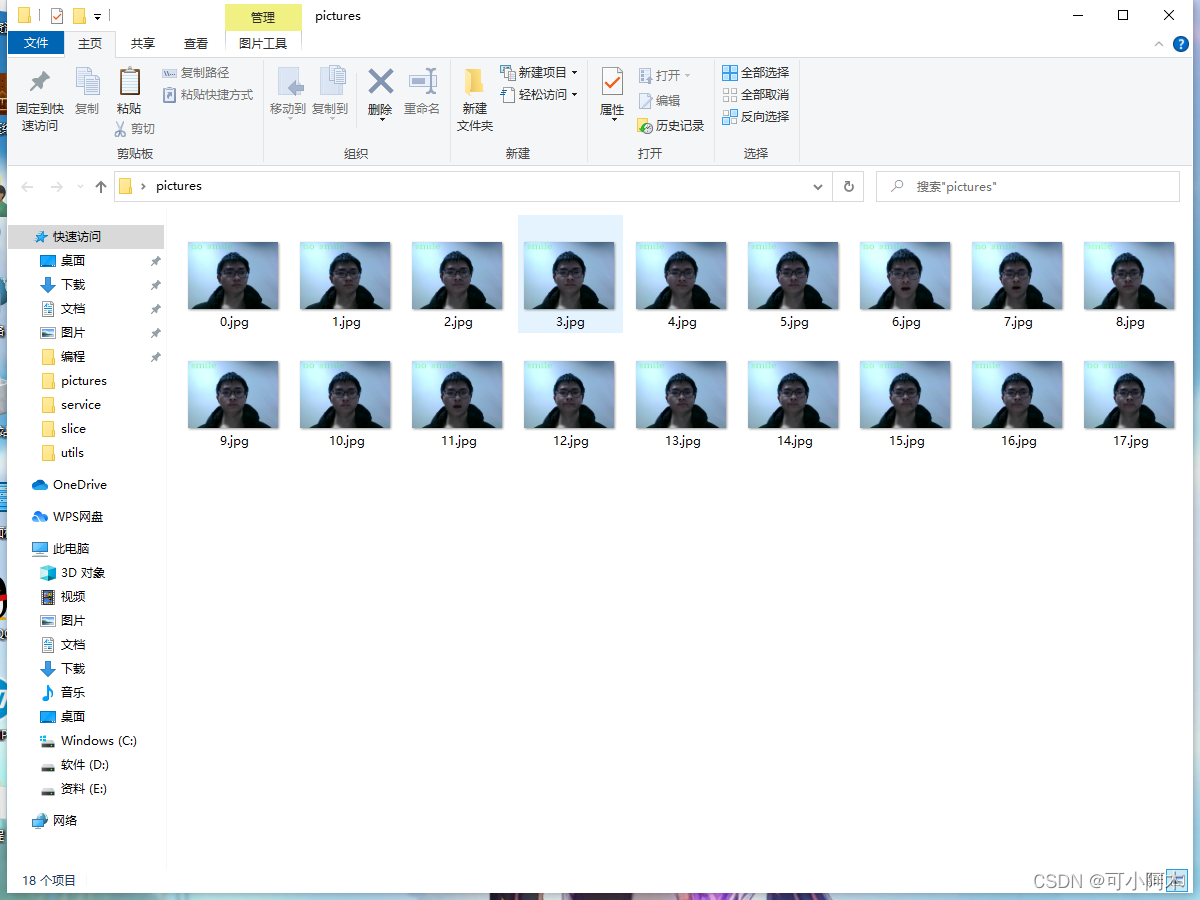 管理
pictures
文件
主页
共享
查看
图片工具
固定到快
速访问
复制
粘贴
复制路径
粘贴快捷方式
剪切
剪贴板
移动到
复制到
删除
重命名
组织
新建
文件夹
新建项目
轻松访问
新建
属性
打开
编辑
历史记录
打开
全部选择
全部取消
反向选择
选择
pictures
搜索"pictures"
快速访问
桌面
下载
文档
图片
编程
pictures
service
slice
utils
OneDrive
WPS网盘
此电脑
3D 对象
视频
图片
文档
下载
音乐
桌面
Windows (C:)
软件 (D:)
资料 (E:)
网络
no smile
smile
smile
smile
no smile
no smile
0.jpg
1.jpg
2.jpg
3.jpg
4.jpg
5.jpg
6.jpg
7.jpg
8.jpg
9.jpg
10.jpg
11.jpg
12.jpg
13.jpg
14.jpg
15.jpg
16.jpg
17.jpg
18 个项目